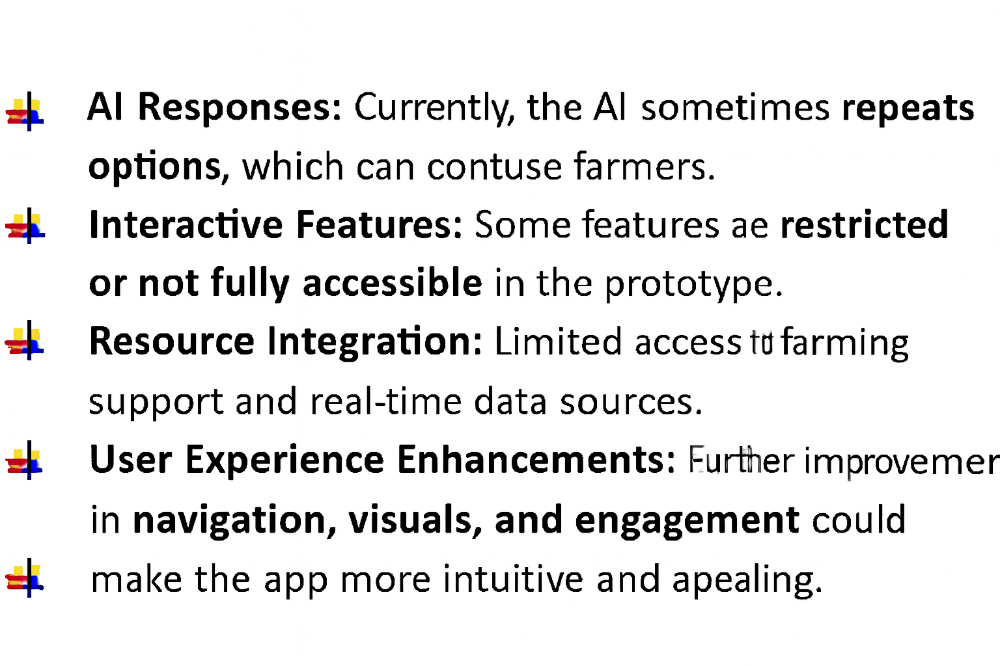 AI Responses: Currently, the AI sometimes repeats
options, which can contuse farmers.
Interactive Features: Some features ae restricted
or not fully accessible in the prototype.
Resource Integration: Limited access to farming
support and real-time data sources.
User Experience Enhancements: Further improvemen
in navigation, visuals, and engagement could
make the app more intuitive and apealing.